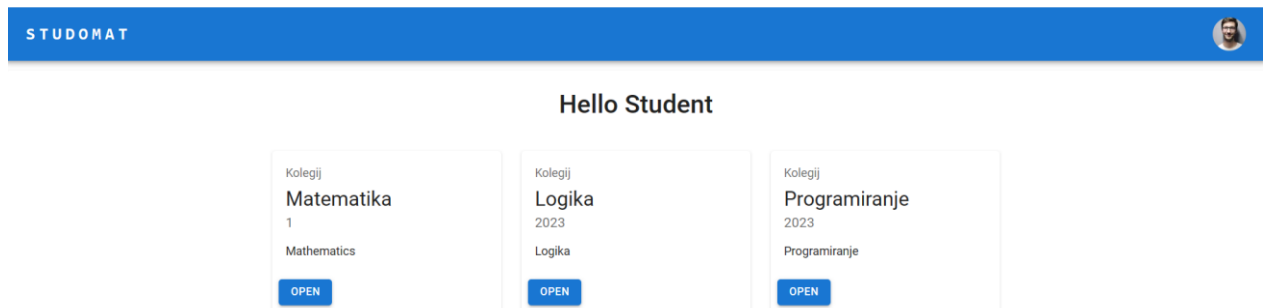 STUDOMAT
Hello Student
Kolegij
Matematika
1
Mathematics
OPEN
Kolegij
Logika
2023
Logika
OPEN
Kolegij
Programiranje
2023
Programiranje
OPEN